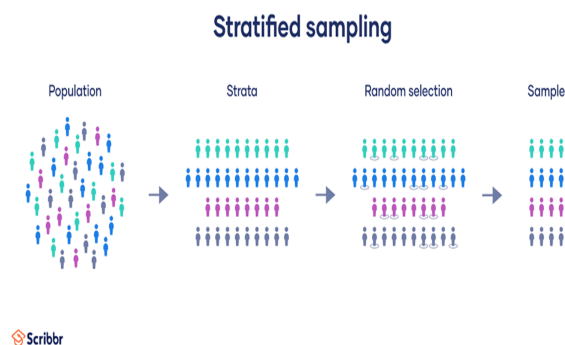 Stratified sampling
Population
Strata
Random selection
Sample
Scribbr